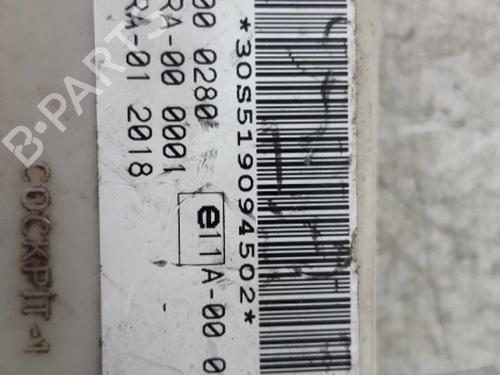 *30S519094502*
00 0280
RA-00 0001
RA-01 2018
e11 A-00 0
COCKPIT-1
B-PARTS